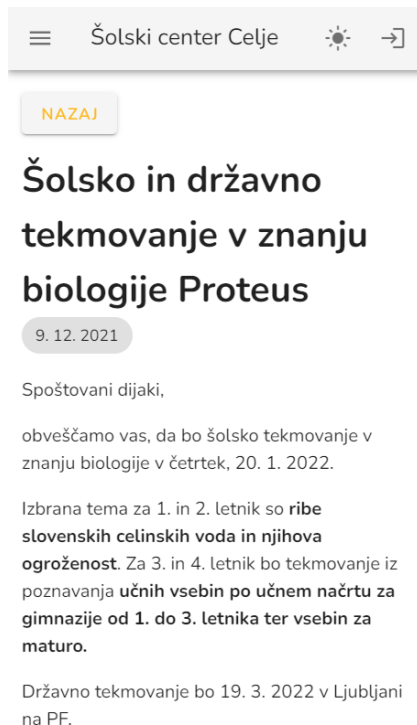 Šolski center Celje
NAZAJ
Šolsko in državno
tekmovanje v znanju
biologije Proteus
9. 12. 2021
Spoštovani dijaki,
obveščamo vas, da bo šolsko tekmovanje v
znanju biologije v četrtek, 20. 1. 2022.
Izbrana tema za 1. in 2. letnik so ribe
slovenskih celinskih voda in njihova
ogroženost. Za 3. in 4. letnik bo tekmovanje iz
poznavanja učnih vsebin po učnem načrtu za
gimnazije od 1. do 3. letnika ter vsebin za
maturo.
Državno tekmovanje bo 19. 3. 2022 v Ljubljani
na PF.